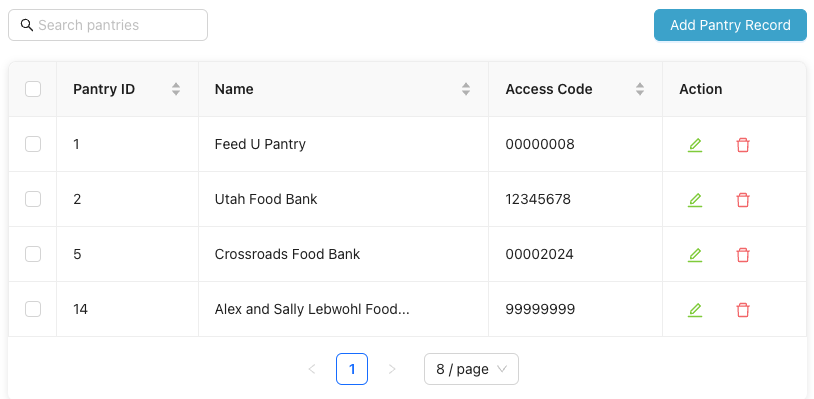 Search pantries
Add Pantry Record
Pantry ID Name Access Code Action
1 Feed U Pantry 00000008
2 Utah Food Bank 12345678
5 Crossroads Food Bank 00002024
14 Alex and Sally Lebwohl Food... 99999999
1 8 / page